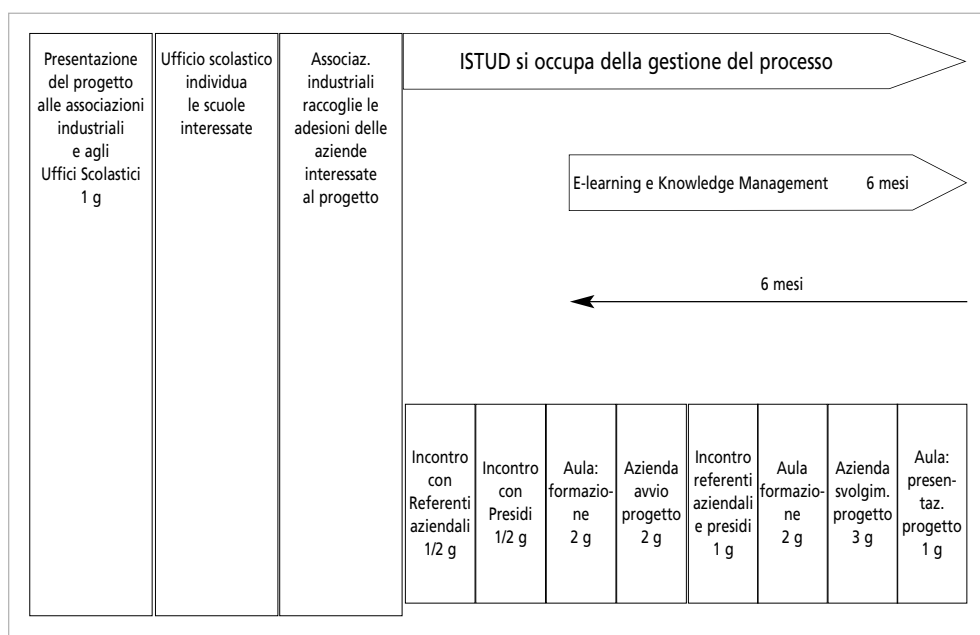 Presentazione
del progetto
alle associazioni
industriali
e agli
Uffici Scolastici
1 g
Ufficio scolastico
individua
le scuole
interessate
Associaz.
industriali
raccoglie le
adesioni delle
aziende
interessate
al progetto
ISTUD si occupa della gestione del processo
E-learning e Knowledge Management 6 mesi
6 mesi
Incontro
con
Referenti
aziendali
1/2 g
Incontro
con
Presidi
1/2 g
Aula:
formazio-
ne
2 g
Azienda
avvio
progetto
2 g
Incontro
referenti
aziendali
e presidi
1 g
Aula
formazio-
ne
2 g
Azienda
svolgim.
progetto
3 g
Aula:
presen-
taz.
progetto
1 g